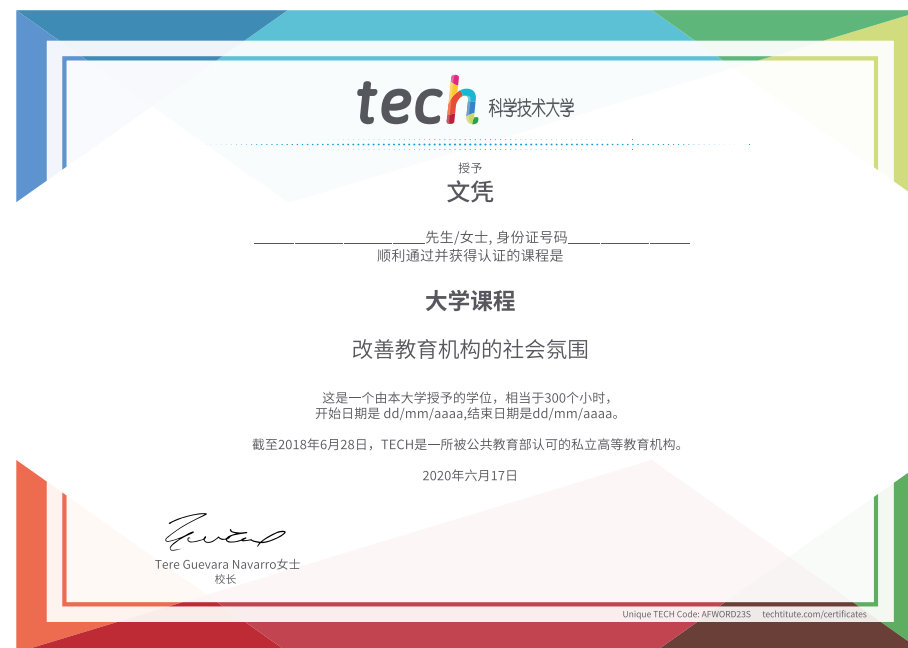 tech 科学技术大学
授予
文凭
先生/女士, 身份证号码
顺利通过并获得认证的课程是
大学课程
改善教育机构的社会氛围
这是一个由本大学授予的学位，相当于300个小时，
开始日期是 dd/mm/aaaa,结束日期是dd/mm/aaaa。
截至2018年6月28日，TECH是一所被公共教育部认可的私立高等教育机构。
2020年六月17日
Tere Guevara Navarro女士
校长
Unique TECH Code: AFWORD23S techtitute.com/certificates